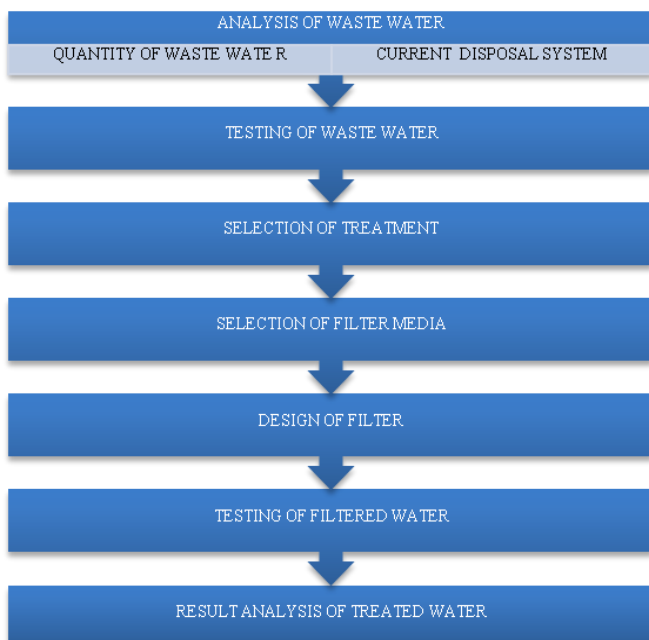 ANALYSIS OF WASTE WATER
QUANTITY OF WASTE WATE R CURRENT DISPOSAL SYSTEM
TESTING OF WASTE WATER
SELECTION OF TREATMENT
SELECTION OF FILTER MEDIA
DESIGN OF FILTER
TESTING OF FILTERED WATER
RESULT ANALYSIS OF TREATED WATER